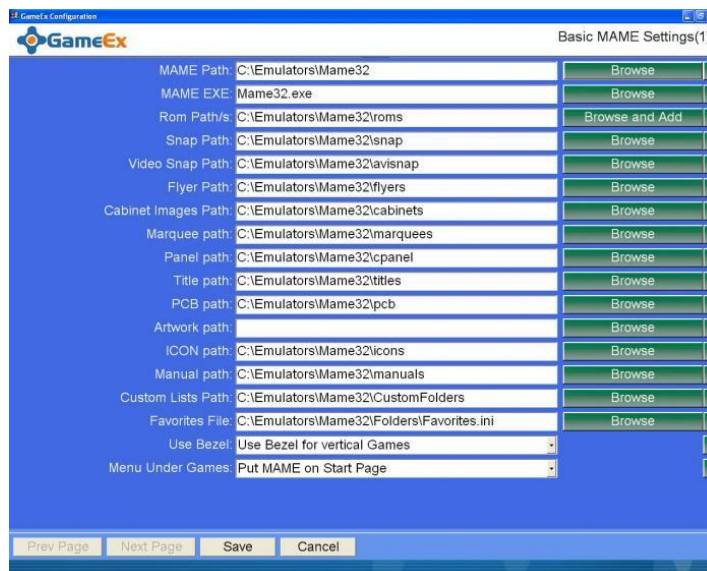 GameEx Configuration
GameEx
Basic MAME Settings(1)
MAME Path: C:\Emulators\Mame32 Browse
MAME EXE: Mame32.exe Browse
Rom Path/s: C:\Emulators\Mame32\roms Browse and Add
Snap Path: C:\Emulators\Mame32\snap Browse
Video Snap Path: C:\Emulators\Mame32\avisnap Browse
Flyer Path: C:\Emulators\Mame32\flyers Browse
Cabinet Images Path: C:\Emulators\Mame32\cabinets Browse
Marquee path: C:\Emulators\Mame32\marquees Browse
Panel path: C:\Emulators\Mame32\cpanel Browse
Title path: C:\Emulators\Mame32\titles Browse
PCB path: C:\Emulators\Mame32\pcb Browse
Artwork path: Browse
ICON path: C:\Emulators\Mame32\icons Browse
Manual path: C:\Emulators\Mame32\manuals Browse
Custom Lists Path: C:\Emulators\Mame32\CustomFolders Browse
Favorites File: C:\Emulators\Mame32\Folders\Favorites.ini Browse
Use Bezel: Use Bezel for vertical Games
Menu Under Games: Put MAME on Start Page
Prev Page Next Page Save Cancel